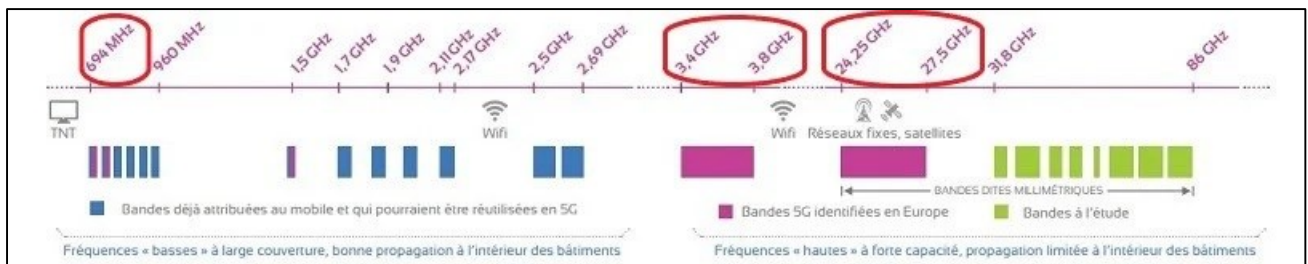 694 MHz 960 MHz 1,5 GHz 1,7 GHz 1,9 GHz 2,11 GHz 2,17 GHz 2,5 GHz 2,69 GHz 3,4 GHz 3,8 GHz 24,25 GHz 27,5 GHz 31,8 GHz 86 GHz
TNT Wifi Wifi Réseaux fixes, satellites
BANDES DITES MILLIMÉTRIQUES
Bandes déjà attribuées au mobile et qui pourraient être réutilisées en 5G Bandes 5G identifiées en Europe Bandes à l'étude
Fréquences « basses » à large couverture, bonne propagation à l'intérieur des bâtiments Fréquences « hautes » à forte capacité, propagation limitée à l'intérieur des bâtiments